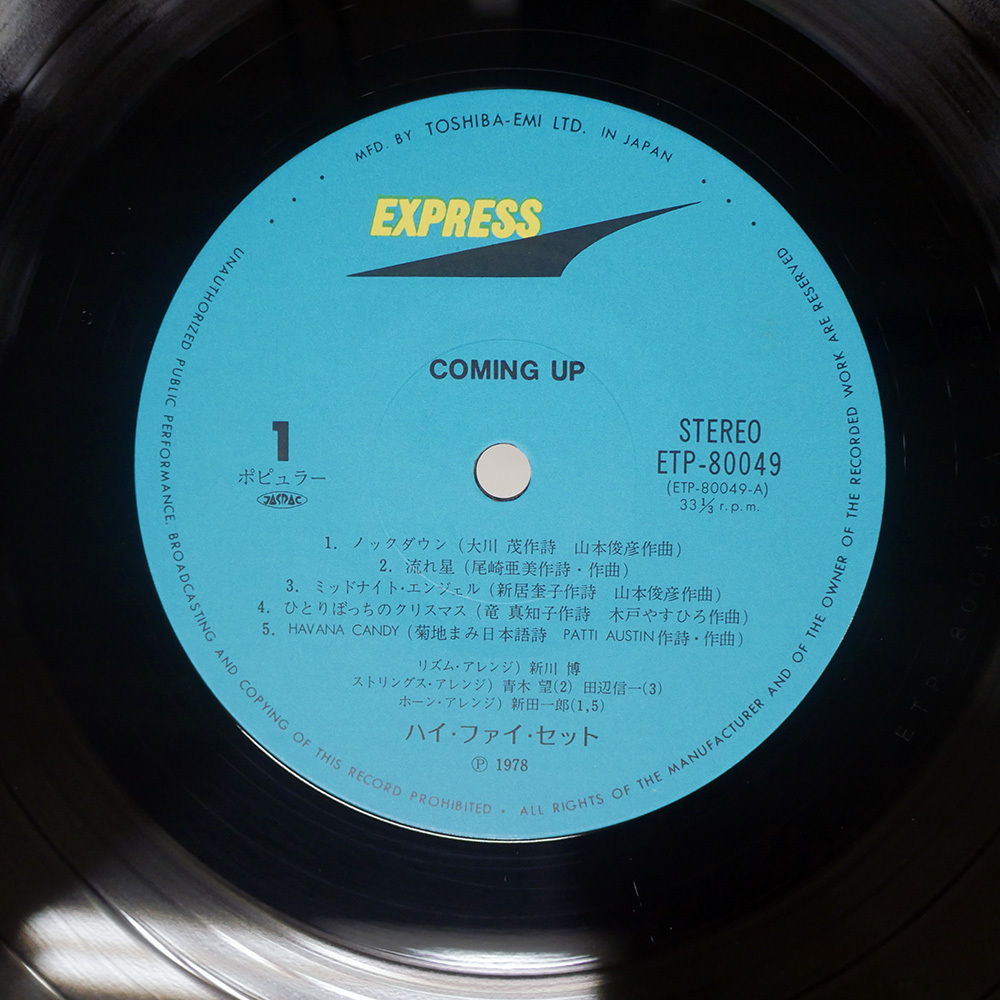 MFD. BY TOSHIBA-EMI LTD. IN JAPAN
EXPRESS
COMING UP
1
ポピュラー
JASRAC
STEREO
ETP-80049
(ETP-80049-A)
33 1/3 r.p.m.
1. ノックダウン (大川 茂作詩 山本俊彦作曲)
2. 流れ星 (尾崎亜美作詩・作曲)
3. ミッドナイト・エンジェル (新居奎子作詩 山本俊彦作曲)
4. ひとりぽっちのクリスマス (竜 真知子作詩 木戸やすひろ作曲)
5. HAVANA CANDY (菊地まみ日本語詩 PATTI AUSTIN作詩・作曲)
リズム・アレンジ) 新川 博
ストリングス・アレンジ) 青木 望(2) 田辺信一(3)
ホーン・アレンジ) 新田一郎(1,5)
ハイ・ファイ・セット
Ⓟ 1978
UNAUTHORIZED PUBLIC PERFORMANCE, BROADCASTING AND COPYING OF THIS RECORD PROHIBITED · ALL RIGHTS OF THE MANUFACTURER AND OF THE OWNER OF THE RECORDED WORK ARE RESERVED